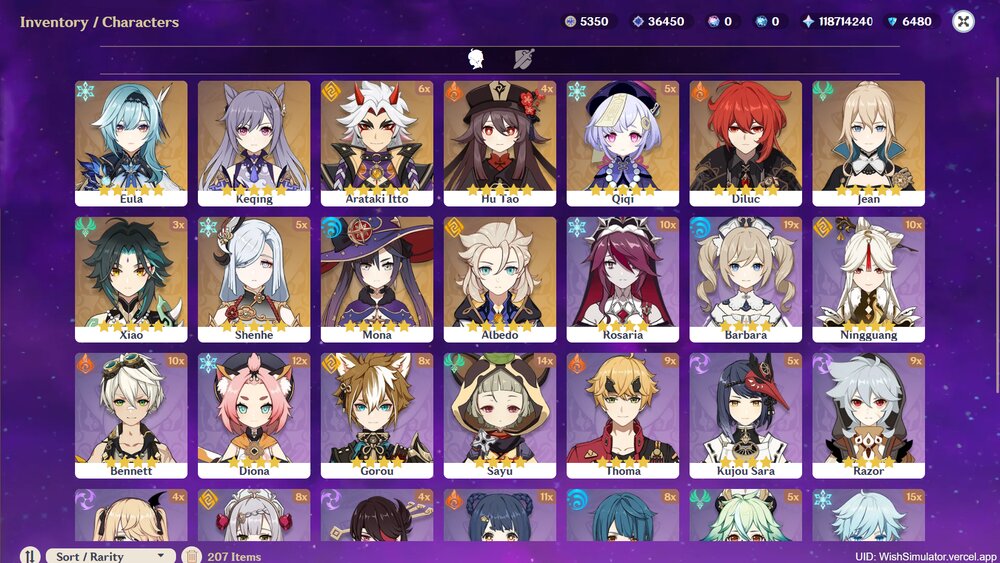 Inventory / Characters
5350
36450
0
0
118714240
6480
Eula
Keqing
6x
Arataki Itto
4x
Hu Tao
5x
Qiqi
Diluc
Jean
3x
Xiao
5x
Shenhe
Mona
Albedo
10x
Rosaria
19x
Barbara
10x
Ningguang
10x
Bennett
12x
Diona
8x
Gorou
14x
Sayu
9x
Thoma
5x
Kujou Sara
9x
Razor
4x
8x
4x
11x
8x
5x
15x
Sort / Rarity
207 Items
UID: WishSimulator.vercel.app